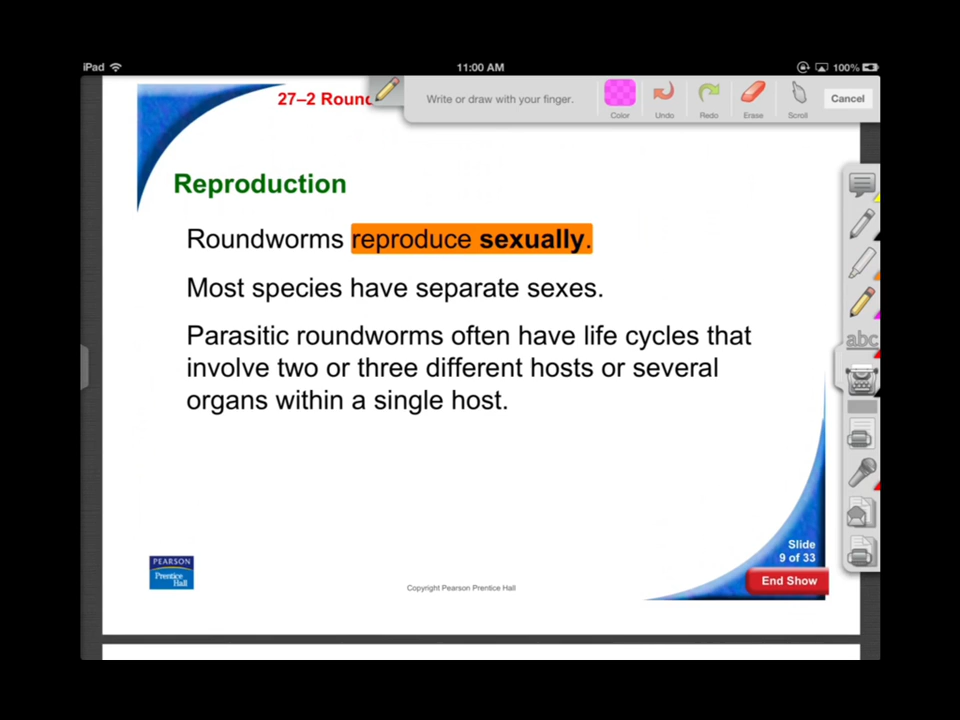 iPad
11:00 AM
100%
27–2 Round
Write or draw with your finger.
Color
Undo
Redo
Erase
Scroll
Cancel
Reproduction
Roundworms reproduce sexually.
Most species have separate sexes.
Parasitic roundworms often have life cycles that
involve two or three different hosts or several
organs within a single host.
abc
PEARSON
Prentice
Hall
Copyright Pearson Prentice Hall
Slide
9 of 33
End Show